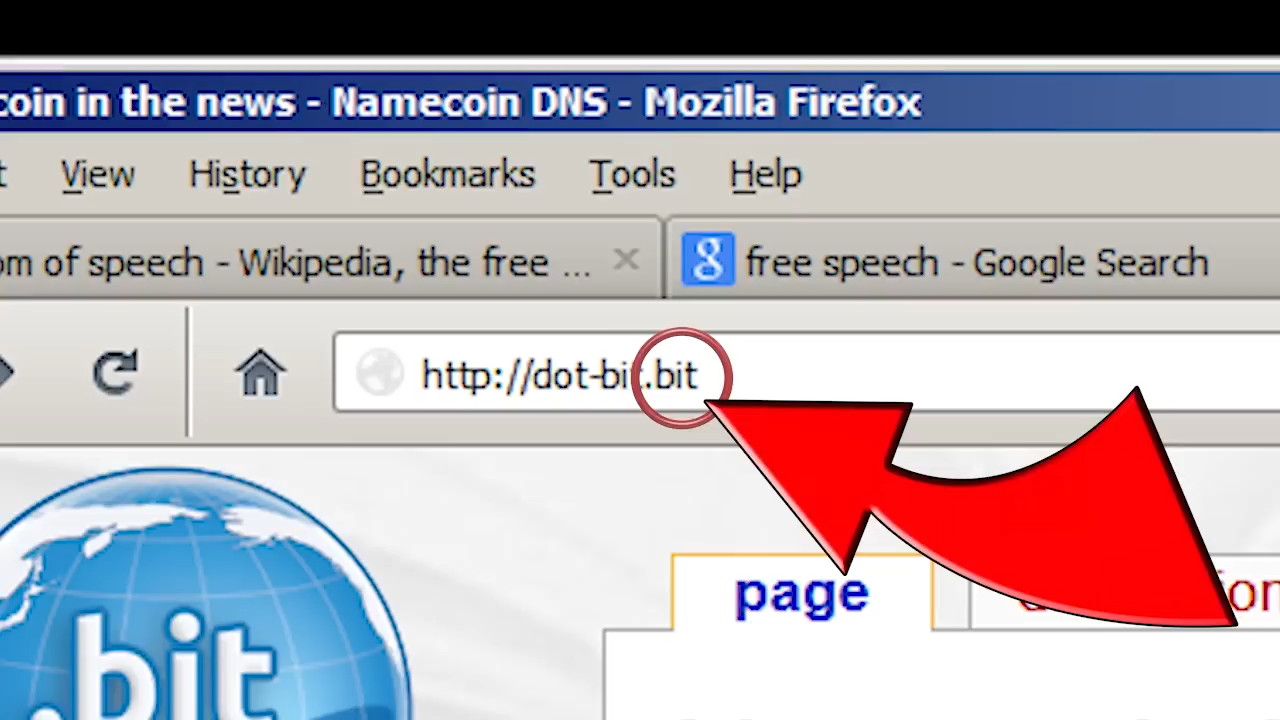 coin in the news - Namecoin DNS - Mozilla Firefox
View History Bookmarks Tools Help
om of speech - Wikipedia, the free ... × free speech - Google Search
http://dot-bit.bit
page
.bit